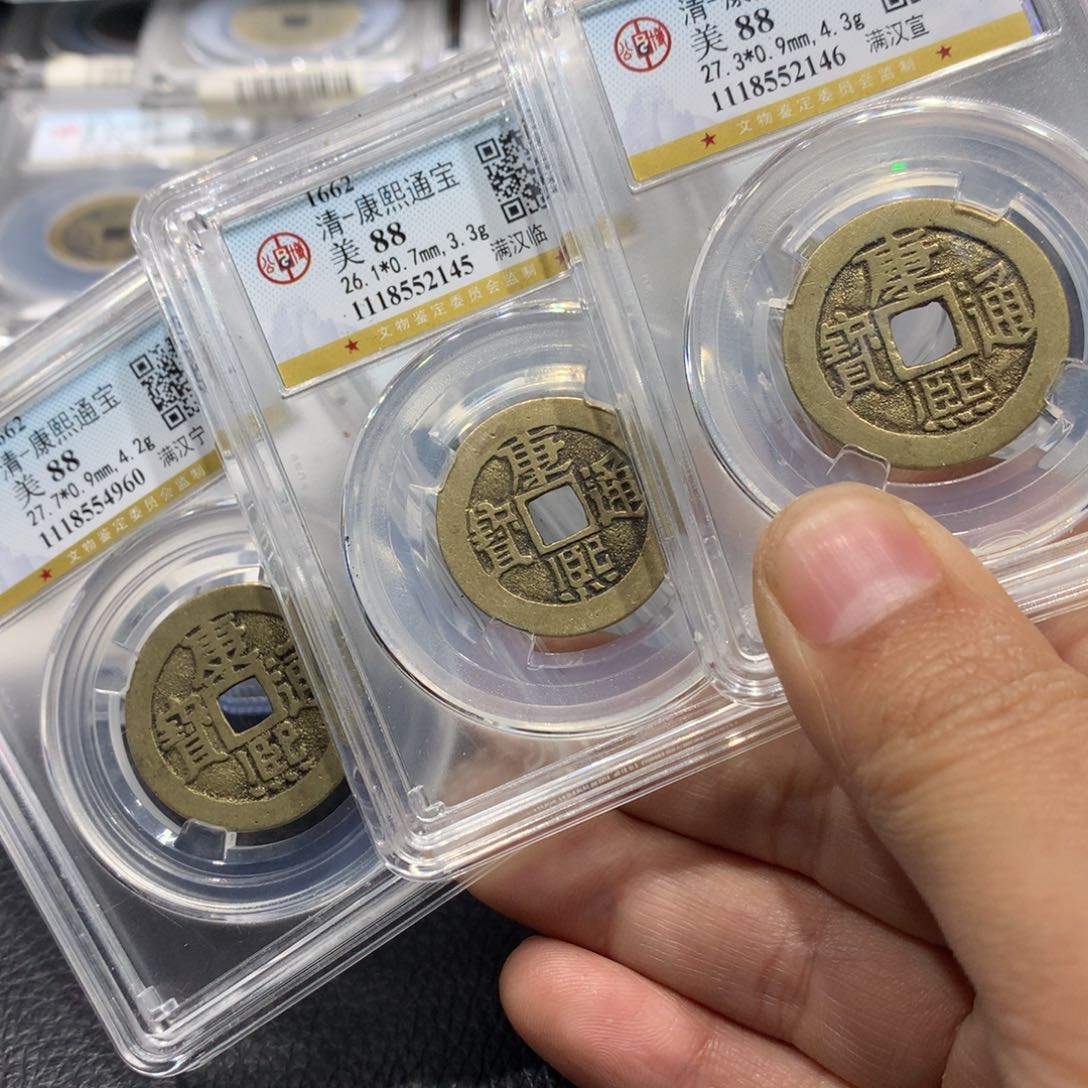 662
清-康熙通宝
美 88
27.7*0.9mm, 4.2g
满汉宁
1118554960
文物鉴定委员会监制
康熙通寶
1662
清-康熙通宝
美 88
26.1*0.7mm, 3.3g
满汉临
1118552145
文物鉴定委员会监制
康熙通寶
清-康
美 88
27.3*0.9mm, 4.3g
满汉宣
1118552146
文物鉴定委员会监制
康熙通寶